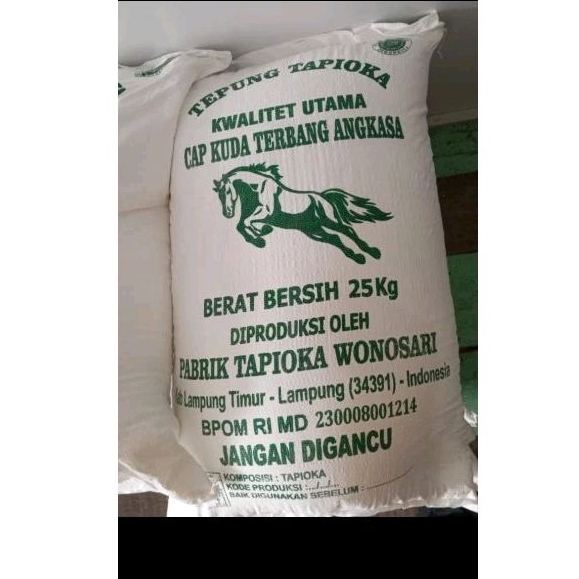 TEPUNG TAPIOKA
KWALITET UTAMA
CAP KUDA TERBANG ANGKASA
BERAT BERSIH 25Kg
DIPRODUKSI OLEH
PABRIK TAPIOKA WONOSARI
Lampung Timur - Lampung (34391) - Indonesia
BPOM RI MD 230008001214
JANGAN DIGANCU
KOMPOSISI : TAPIOKA
KODE PRODUKSI :.../.../...
BAIK DIGUNAKAN SEBELUM :